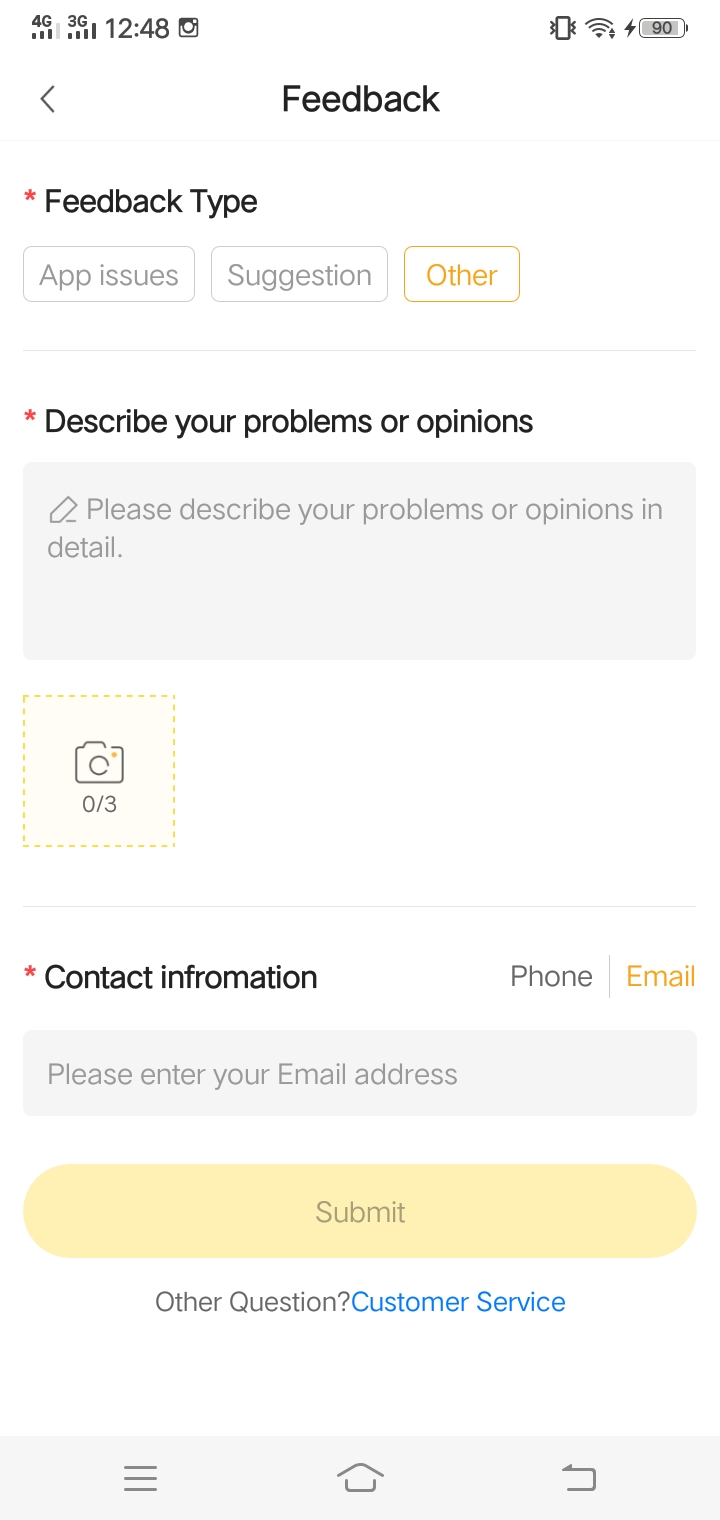 4G 3G 12:48 90
Feedback
* Feedback Type
App issues Suggestion Other
* Describe your problems or opinions
Please describe your problems or opinions in
detail.
0/3
* Contact infromation Phone Email
Please enter your Email address
Submit
Other Question?Customer Service